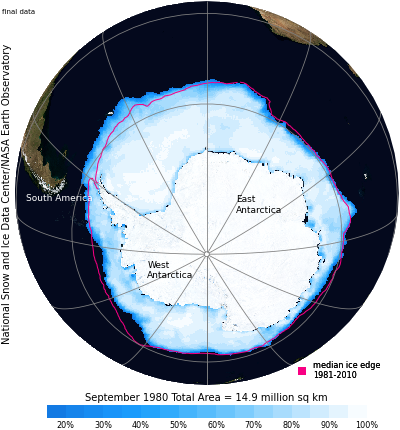 final data
National Snow and Ice Data Center/NASA Earth Observatory
South America
East
Antarctica
West
Antarctica
median ice edge
1981-2010
September 1980 Total Area = 14.9 million sq km
20% 30% 40% 50% 60% 70% 80% 90% 100%